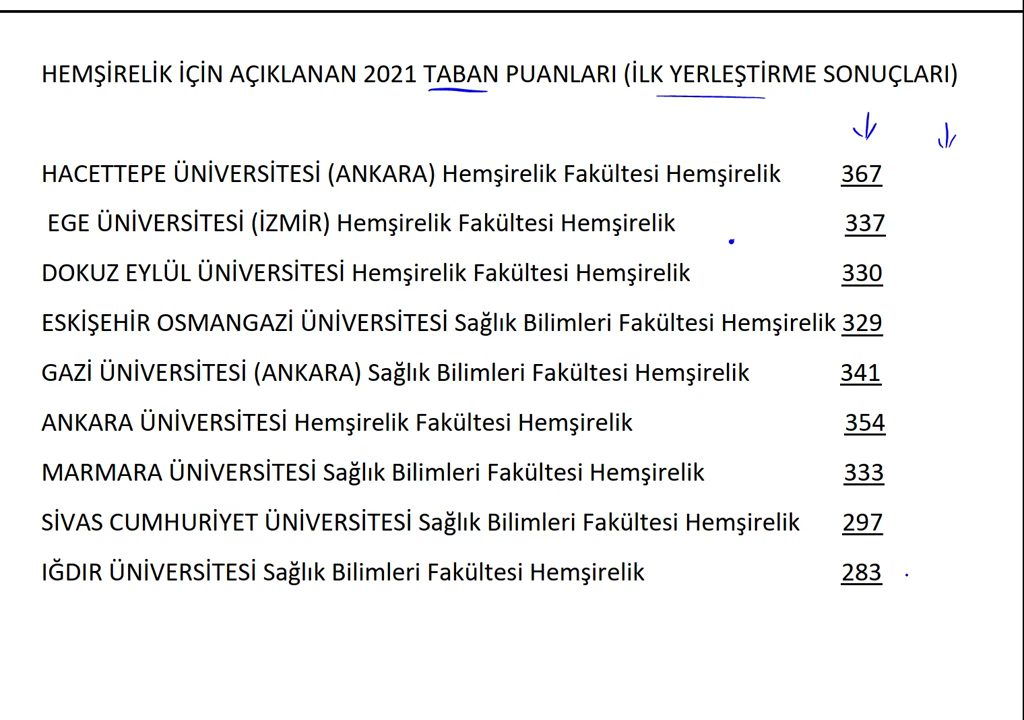 HEMŞİRELİK İÇİN AÇIKLANAN 2021 TABAN PUANLARI (İLK YERLEŞTİRME SONUÇLARI)
HACETTEPE ÜNİVERSİTESİ (ANKARA) Hemşirelik Fakültesi Hemşirelik 367
EGE ÜNİVERSİTESİ (İZMİR) Hemşirelik Fakültesi Hemşirelik 337
DOKUZ EYLÜL ÜNİVERSİTESİ Hemşirelik Fakültesi Hemşirelik 330
ESKİŞEHİR OSMANGAZİ ÜNİVERSİTESİ Sağlık Bilimleri Fakültesi Hemşirelik 329
GAZİ ÜNİVERSİTESİ (ANKARA) Sağlık Bilimleri Fakültesi Hemşirelik 341
ANKARA ÜNİVERSİTESİ Hemşirelik Fakültesi Hemşirelik 354
MARMARA ÜNİVERSİTESİ Sağlık Bilimleri Fakültesi Hemşirelik 333
SİVAS CUMHURİYET ÜNİVERSİTESİ Sağlık Bilimleri Fakültesi Hemşirelik 297
IĞDIR ÜNİVERSİTESİ Sağlık Bilimleri Fakültesi Hemşirelik 283